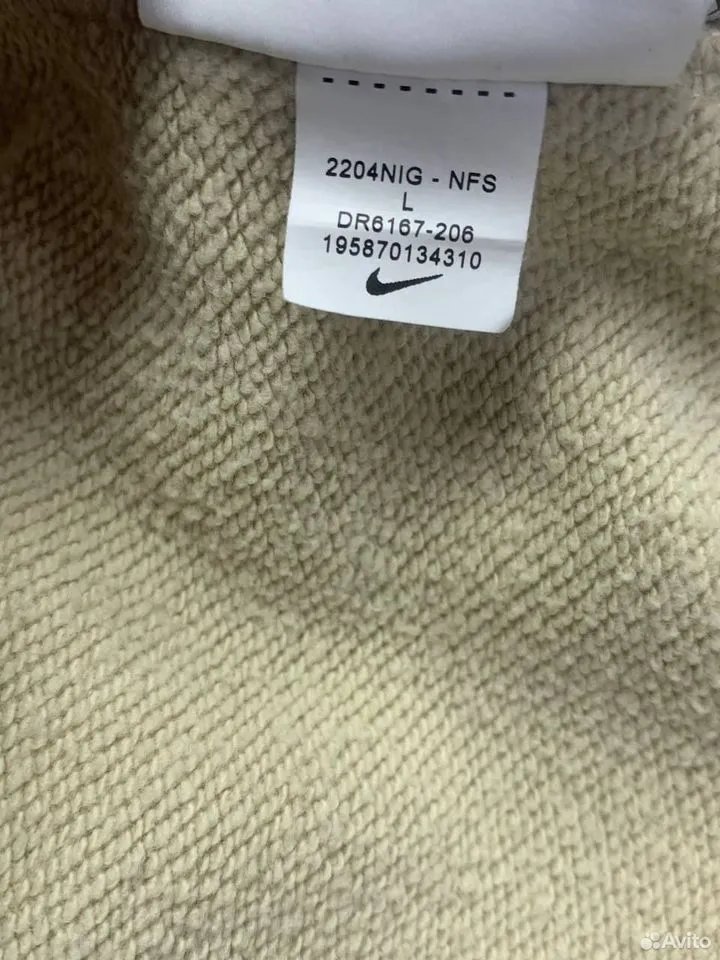 2204NIG - NFS
L
DR6167-206
195870134310
Avito